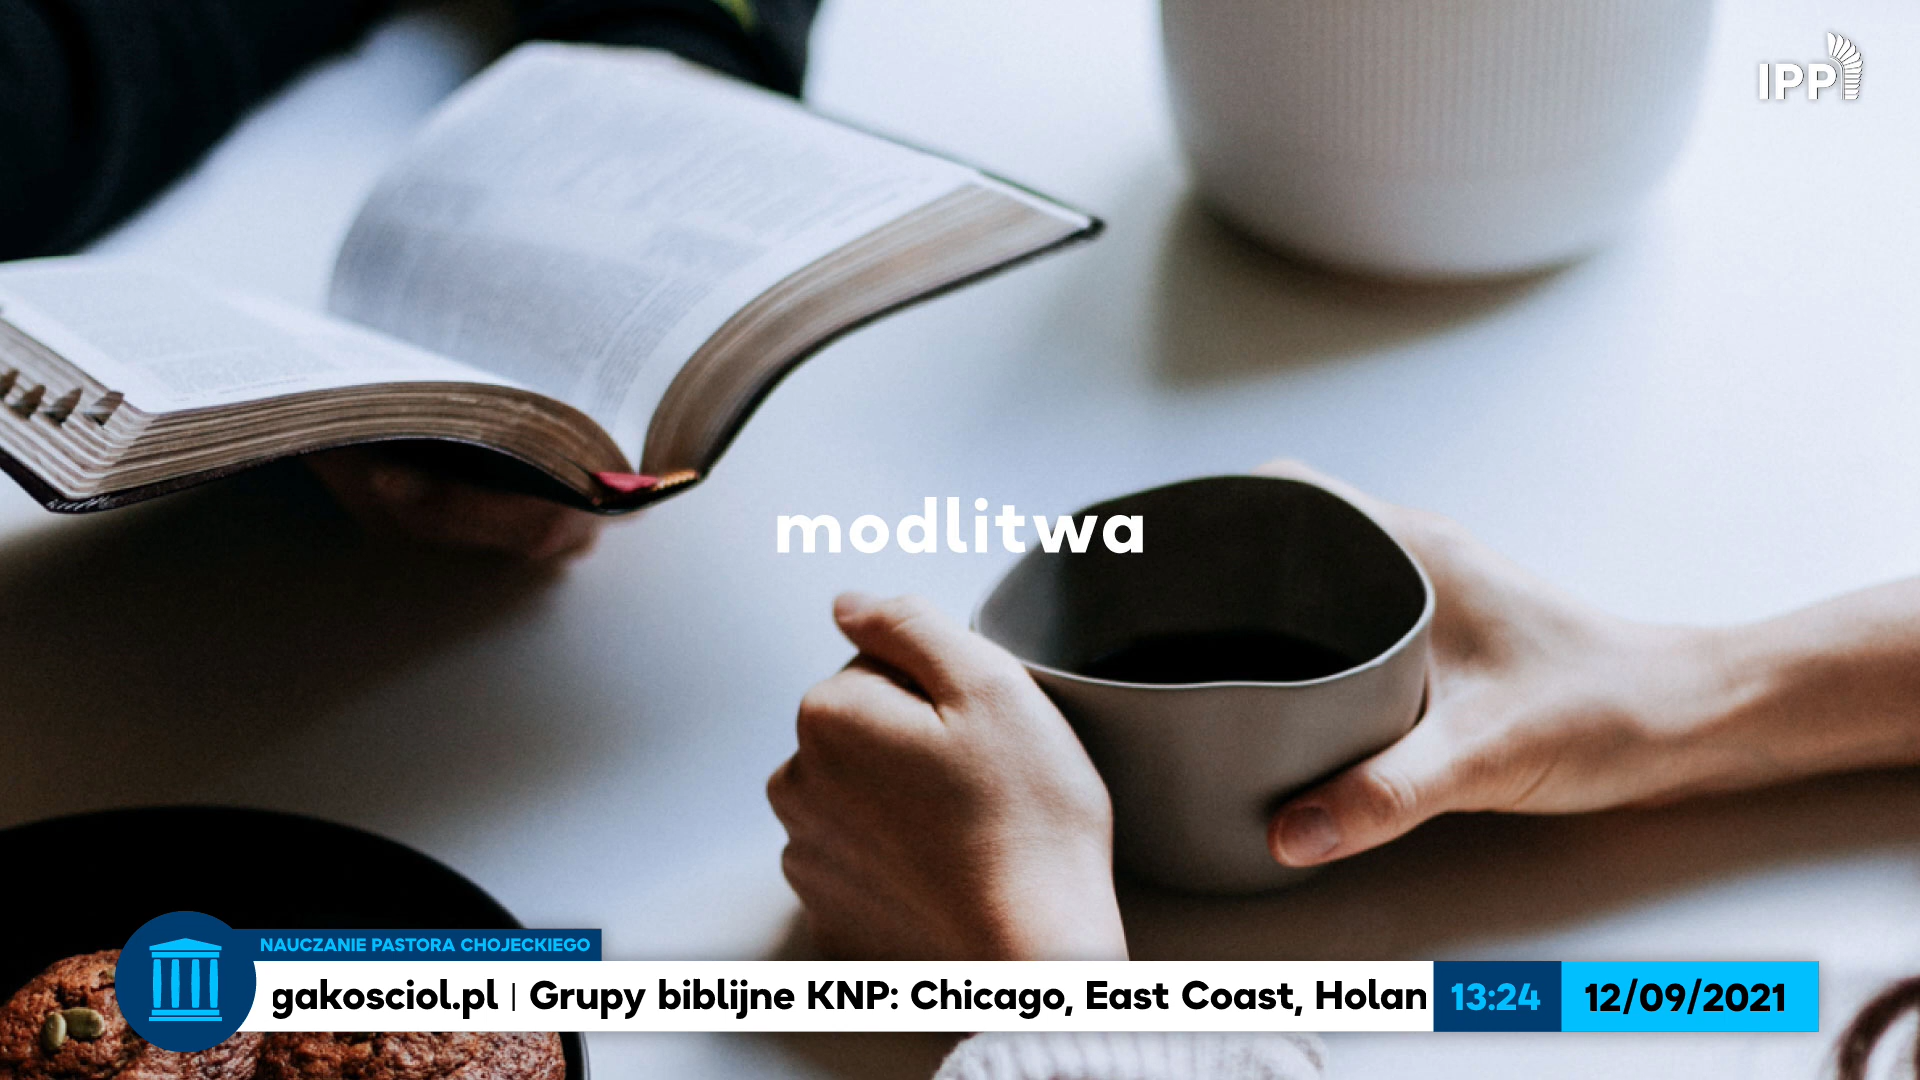 IPP
modlitwa
NAUCZANIE PASTORA CHOJECKIEGO
gakosciol.pl | Grupy biblijne KNP: Chicago, East Coast, Holan
13:24
12/09/2021